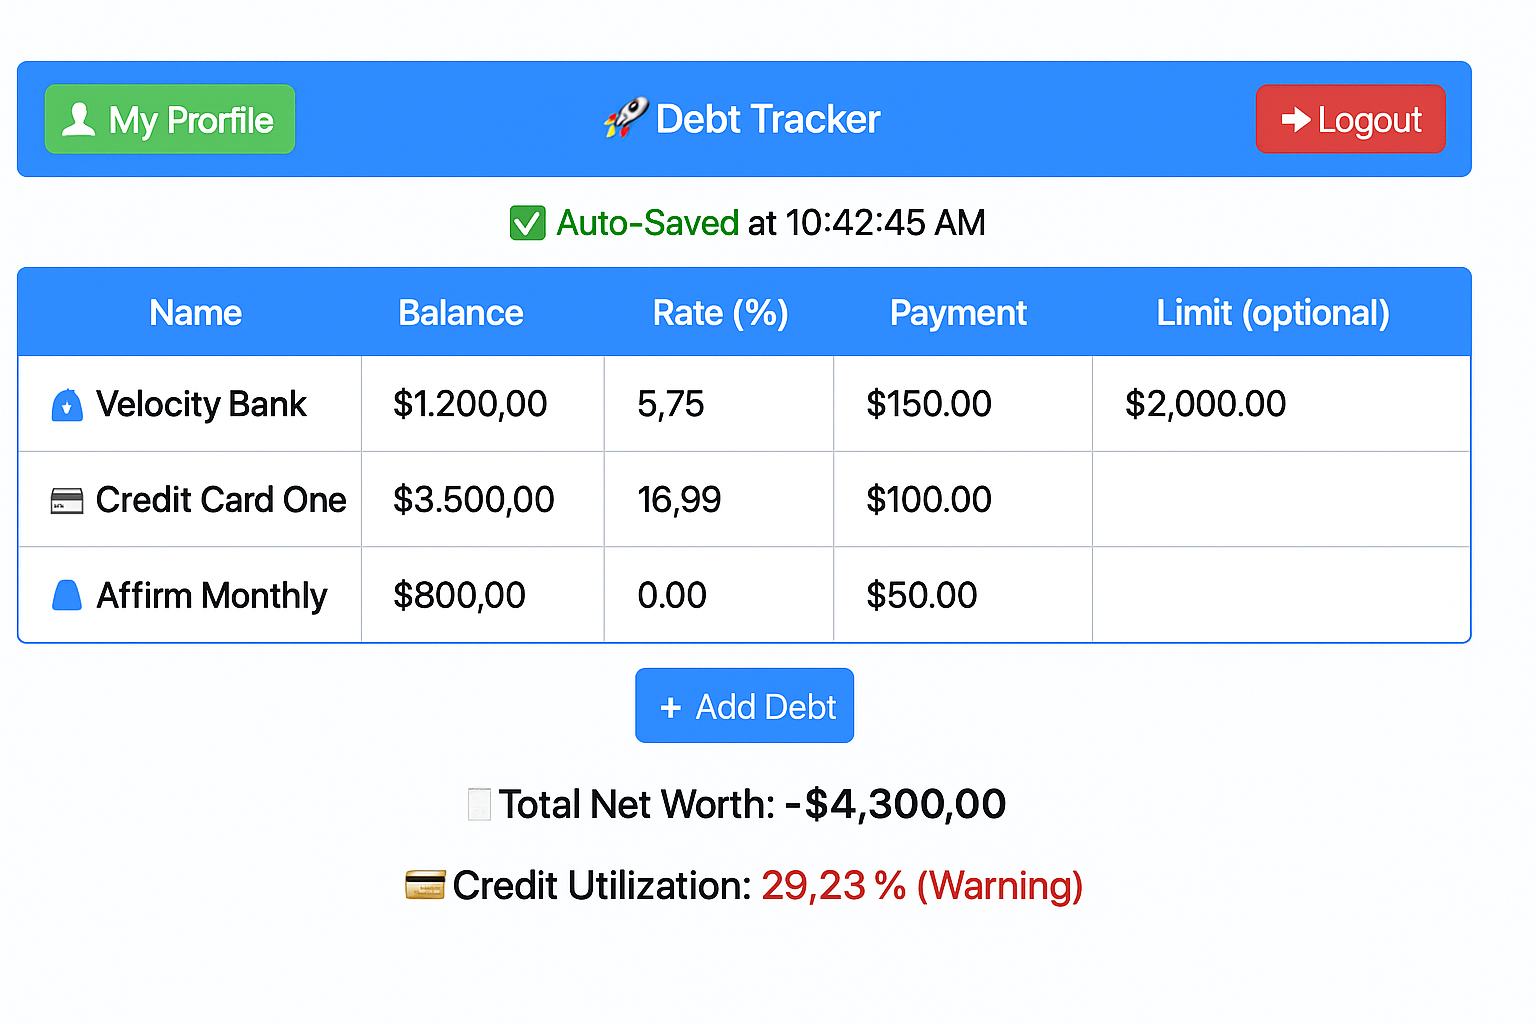 My Prorfile
Debt Tracker
Logout
Auto-Saved at 10:42:45 AM
Name Balance Rate (%) Payment Limit (optional)
Velocity Bank $1.200,00 5,75 $150.00 $2,000.00
Credit Card One $3.500,00 16,99 $100.00
Affirm Monthly $800,00 0.00 $50.00
+ Add Debt
Total Net Worth: -$4,300,00
Credit Utilization: 29,23 % (Warning)